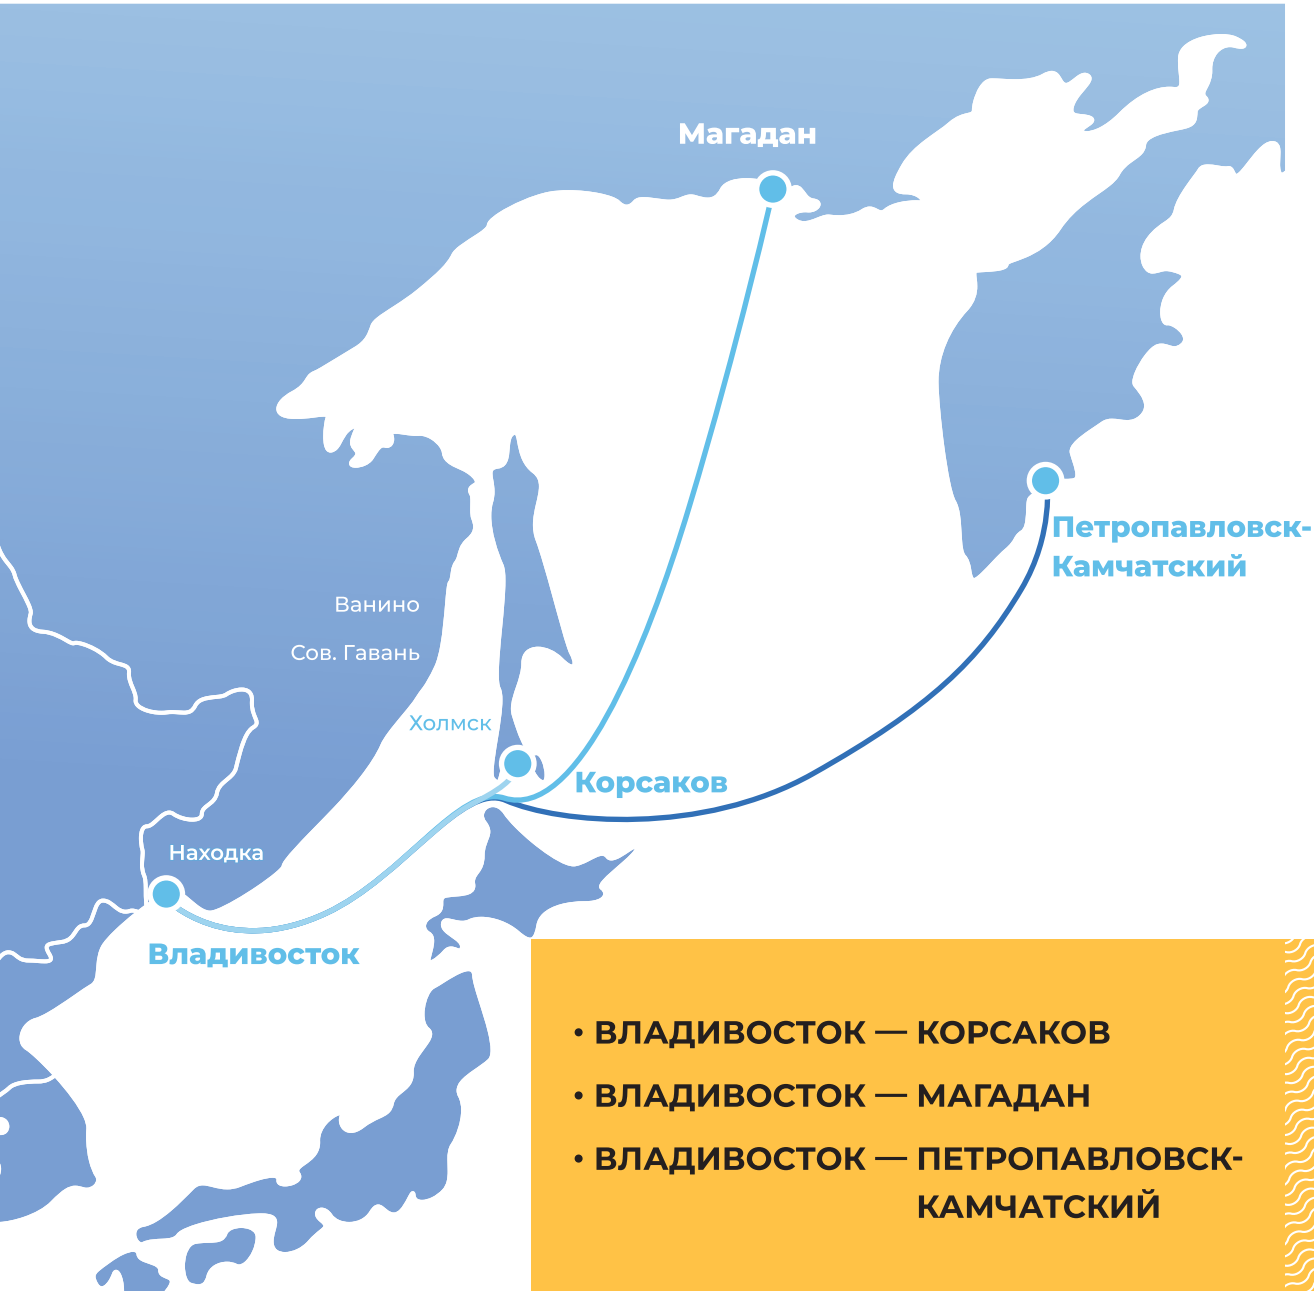 Магадан
Петропавловск-
Камчатский
Ванино
Сов. Гавань
Холмск
Корсаков
Находка
Владивосток
• ВЛАДИВОСТОК — КОРСАКОВ
• ВЛАДИВОСТОК — МАГАДАН
• ВЛАДИВОСТОК — ПЕТРОПАВЛОВСК-
КАМЧАТСКИЙ